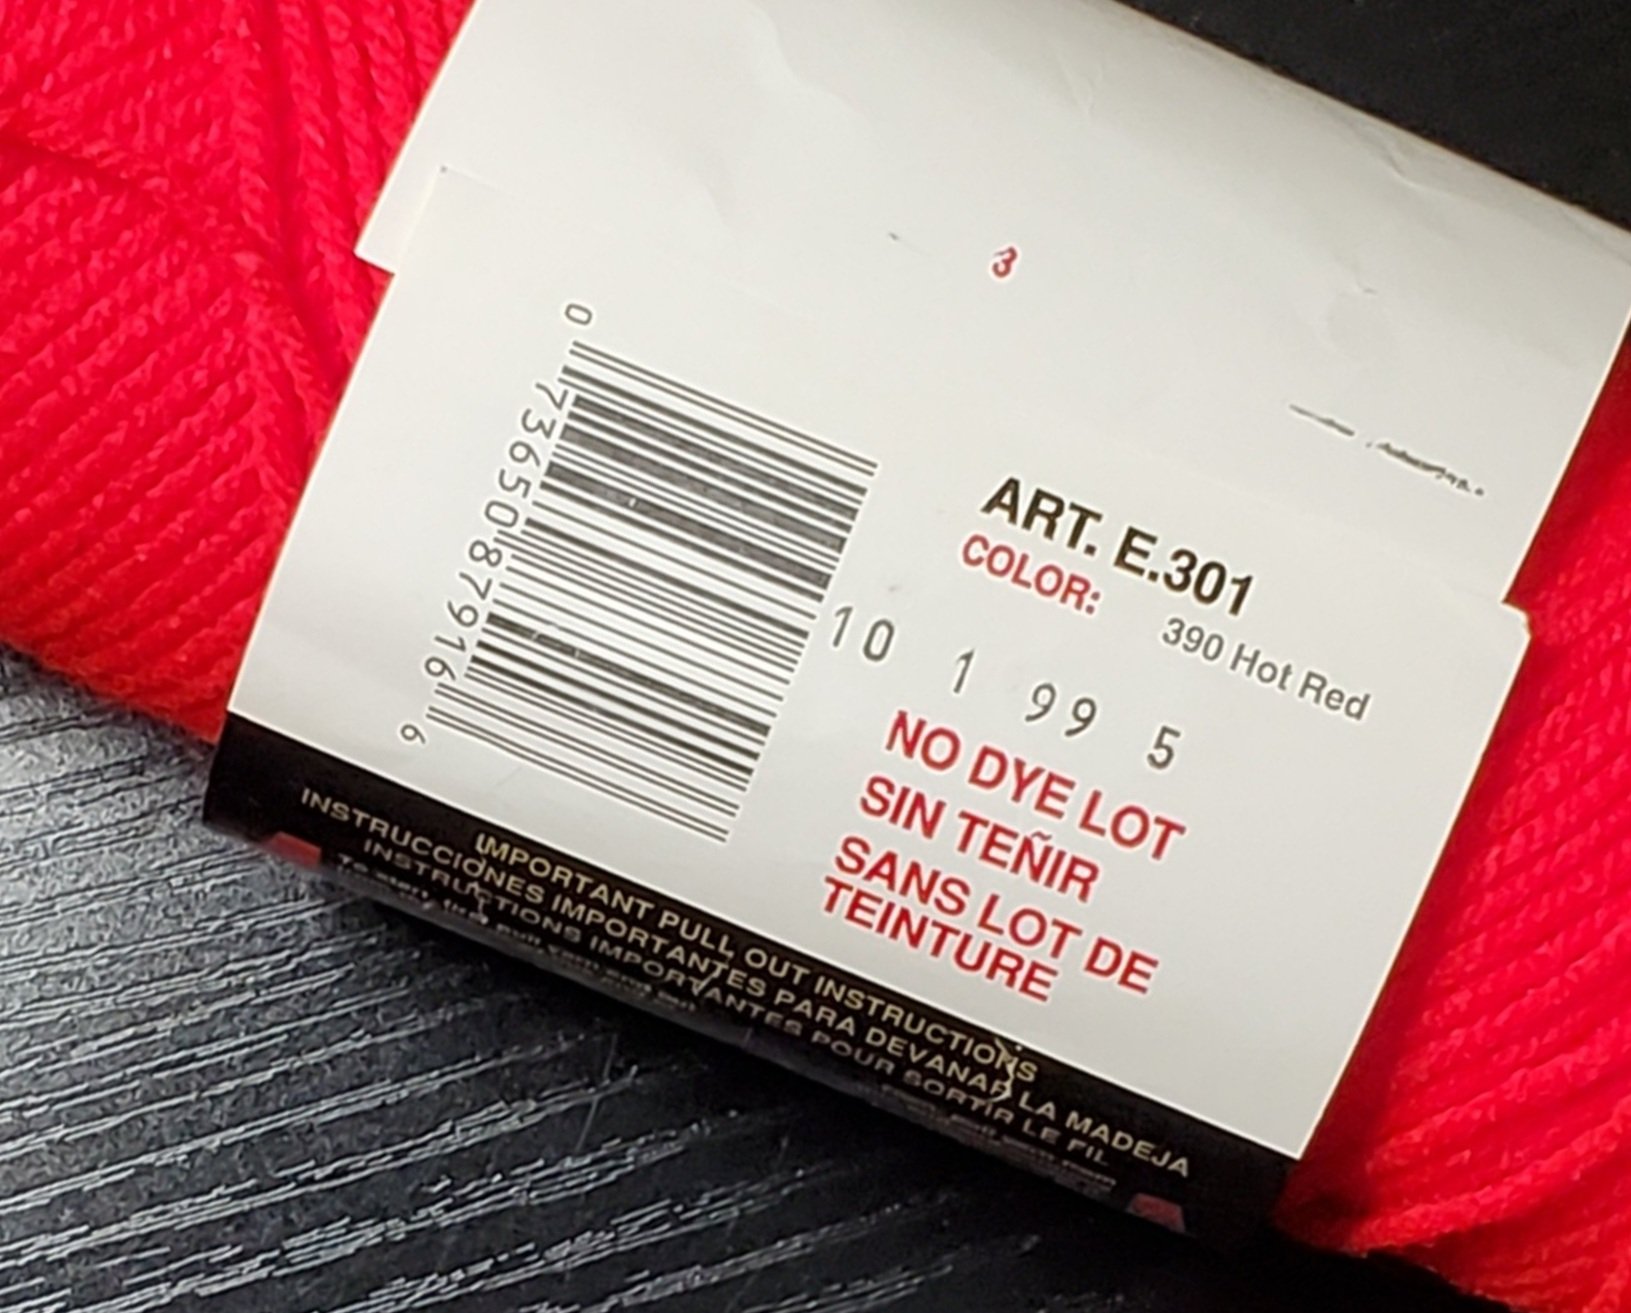 3
0 73650 87916 6
ART. E.301
COLOR:
390 Hot Red
10 1 99 5
NO DYE LOT
SIN TEÑIR
SANS LOT DE
TEINTURE
IMPORTANT PULL OUT INSTRUCTIONS
INSTRUCCIONES IMPORTANTES PARA DEVANAR LA MADEJA
INSTRUCTIONS IMPORTANTES POUR SORTIR LE FIL